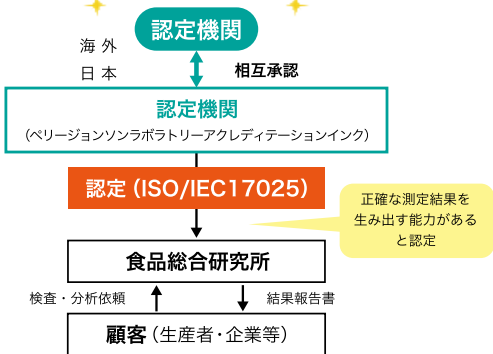 認定機関
海外
日本
相互承認
認定機関
（ペリージョンソンラボラトリーアクレディテーションインク）
認定（ISO/IEC17025）
正確な測定結果を
生み出す能力がある
と認定
食品総合研究所
検査・分析依頼
結果報告書
顧客（生産者・企業等）